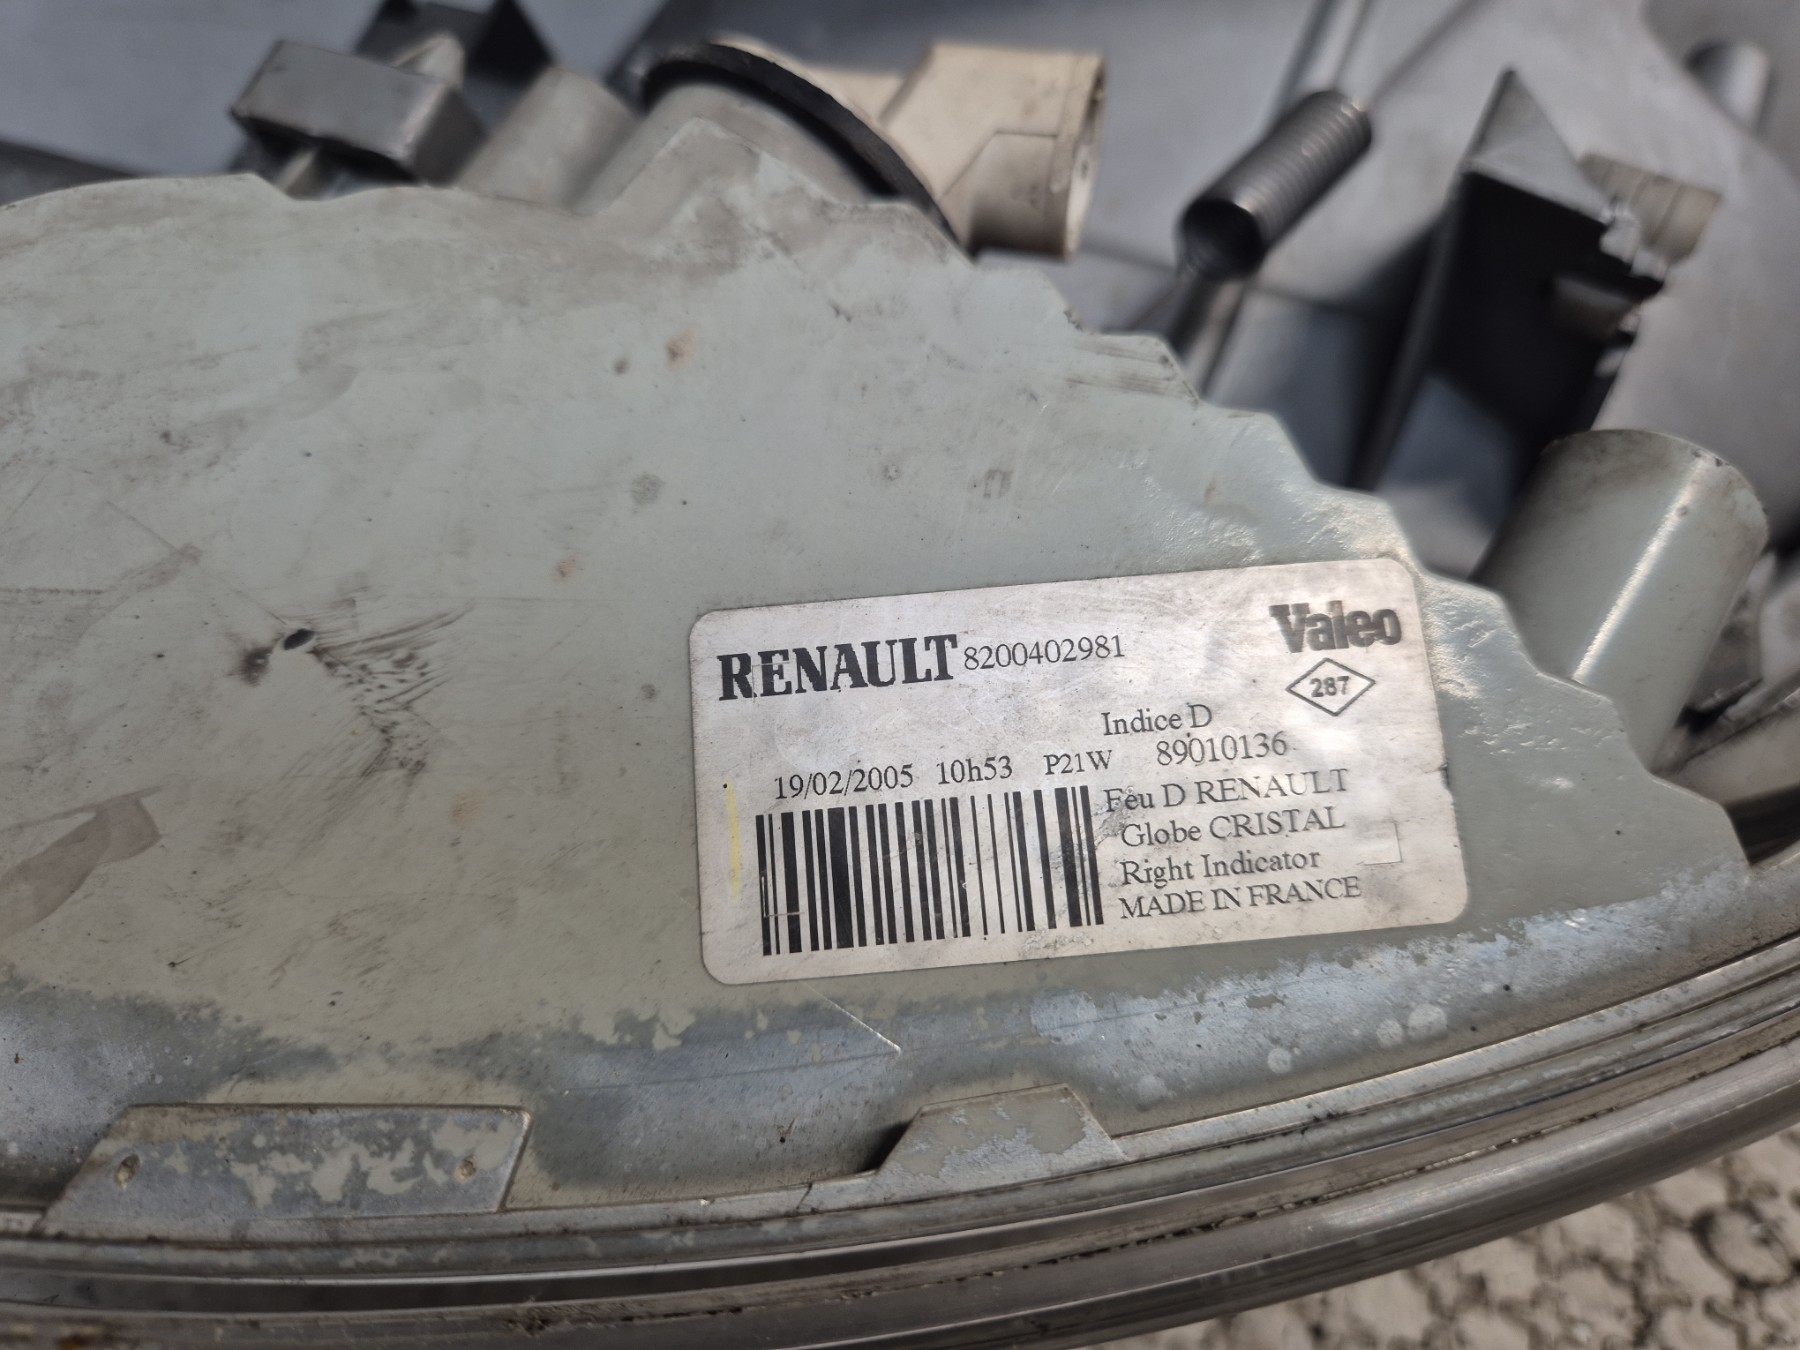 RENAULT 8200402981
Valeo
287
Indice D
19/02/2005 10h53 P21W 89010136
Feu D RENAULT
Globe CRISTAL
Right Indicator
MADE IN FRANCE